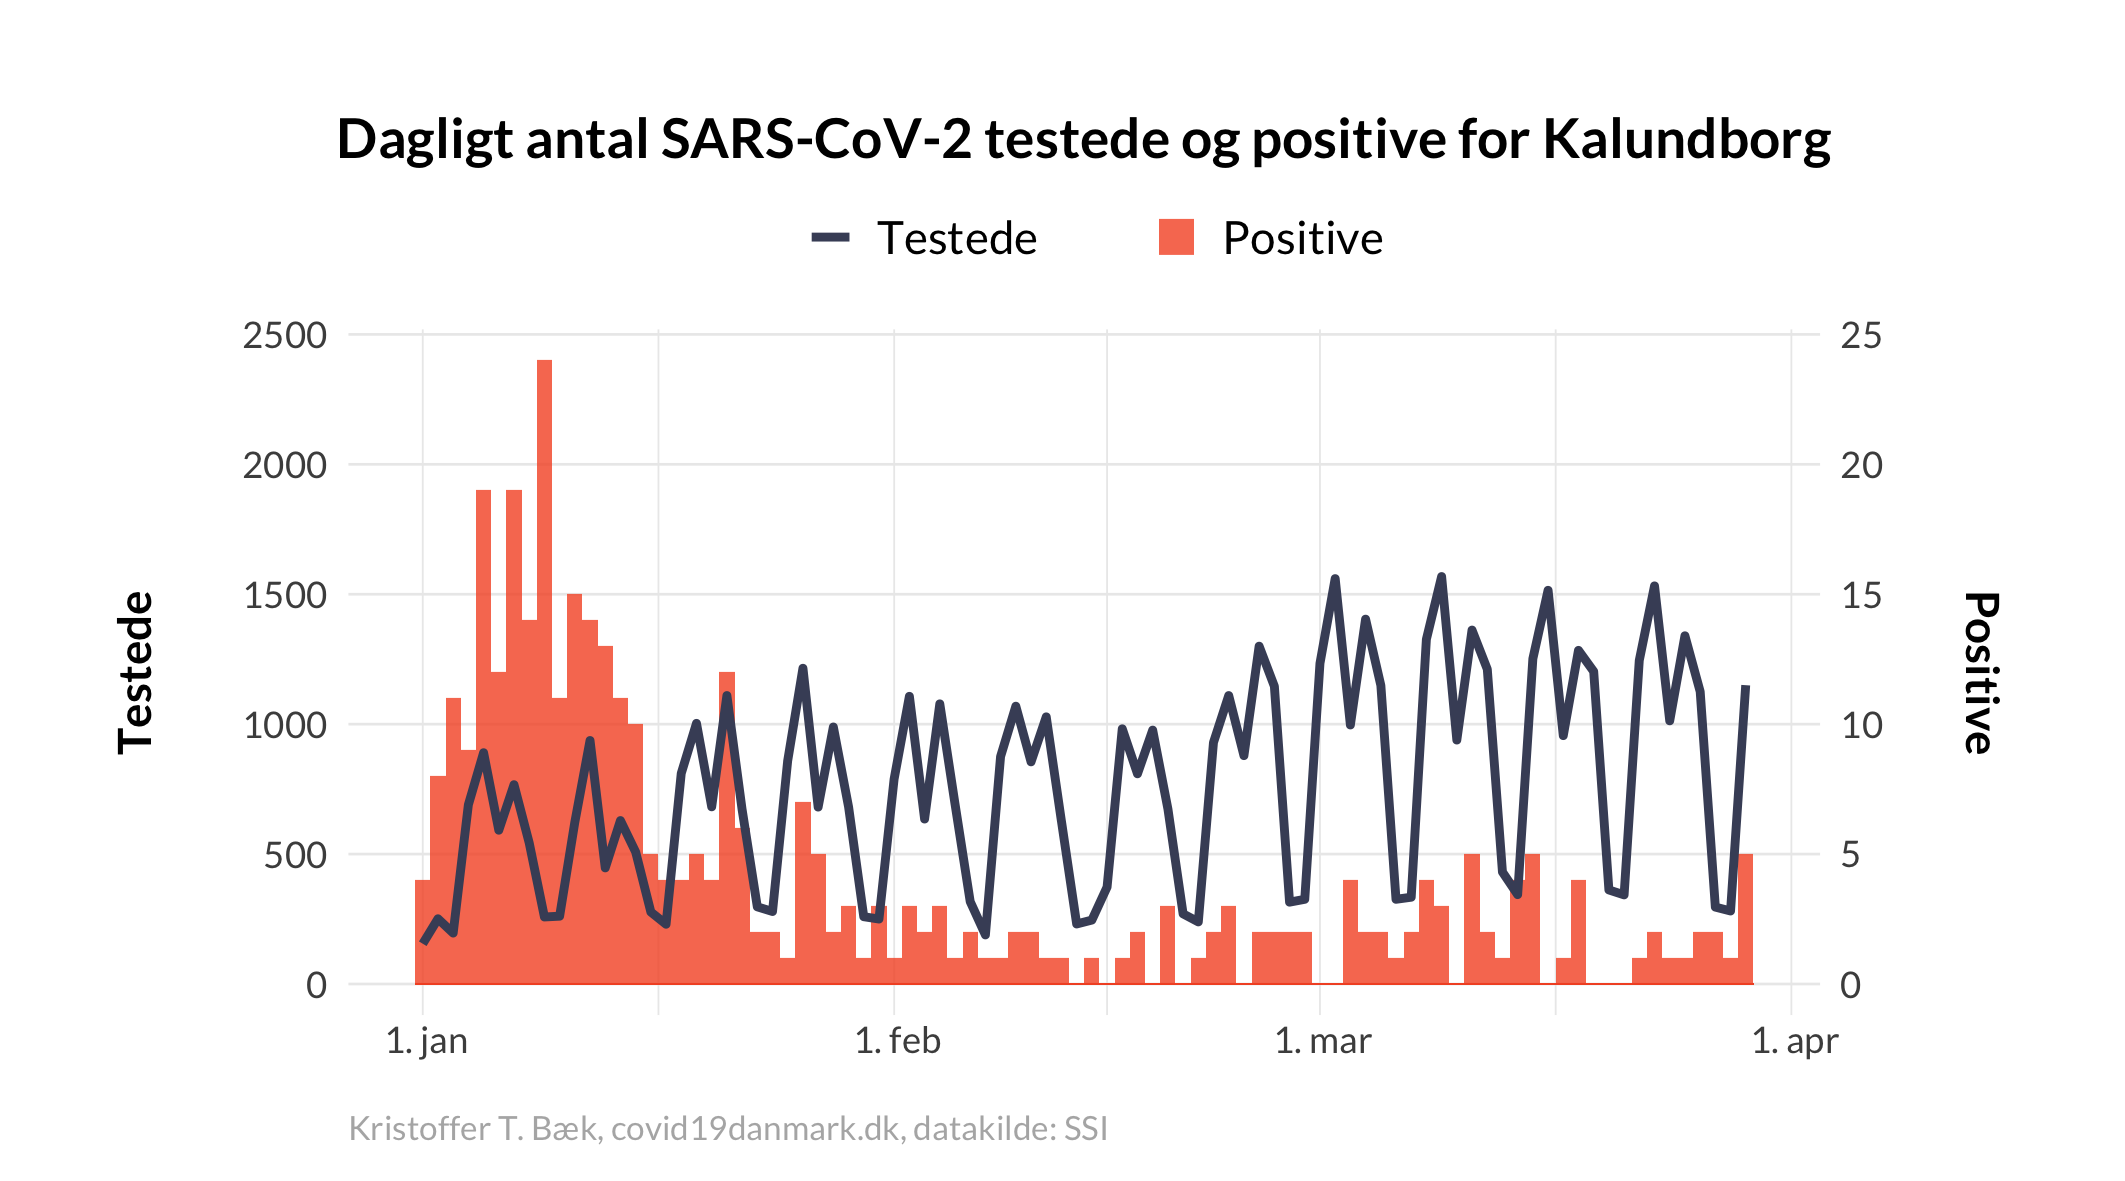 Dagligt antal SARS-CoV-2 testede og positive for Kalundborg
Testede
Positive
2500
2000
1500
1000
500
0
25
20
15
10
5
0
Testede
Positive
1. jan
1. feb
1. mar
1. apr
Kristoffer T. Bæk, covid19danmark.dk, datakilde: SSI